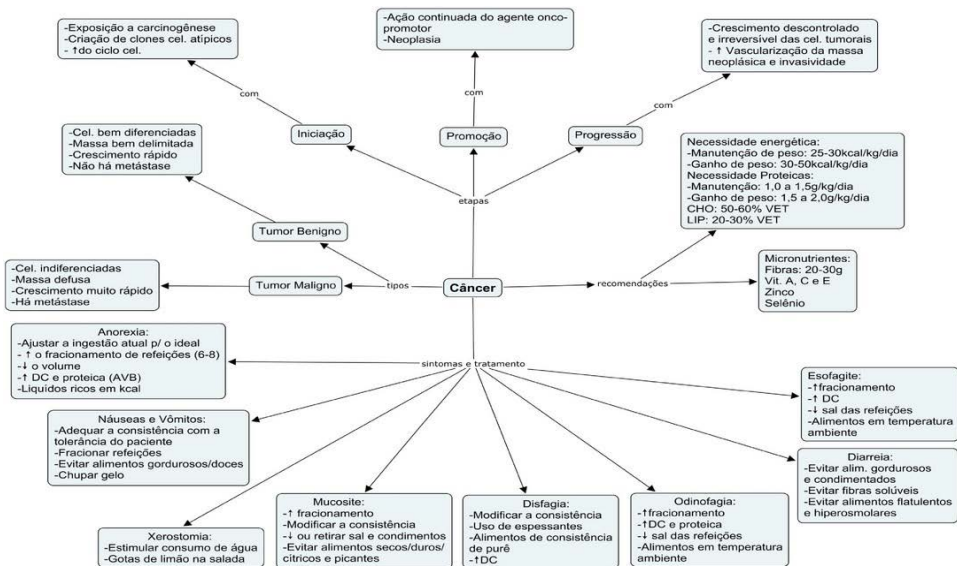 -Exposição a carcinogênese
-Criação de clones cel. atípicos
- ↑do ciclo cel.
-Ação continuada do agente onco-
promotor
-Neoplasia
-Crescimento descontrolado
e irreversível das cel. tumorais
- ↑ Vascularização da massa
neoplásica e invasividade
com
com
com
Iniciação
Promoção
Progressão
etapas
-Cel. bem diferenciadas
-Massa bem delimitada
-Crescimento rápido
-Não há metástase
Tumor Benigno
-Cel. indiferenciadas
-Massa defusa
-Crescimento muito rápido
-Há metástase
Tumor Maligno
tipos
Câncer
recomendações
Necessidade energética:
-Manutenção de peso: 25-30kcal/kg/dia
-Ganho de peso: 30-50kcal/kg/dia
Necessidade Proteicas:
-Manutenção: 1,0 a 1,5g/kg/dia
-Ganho de peso: 1,5 a 2,0g/kg/dia
CHO: 50-60% VET
LIP: 20-30% VET
Micronutrientes:
Fibras: 20-30g
Vit. A, C e E
Zinco
Selênio
sintomas e tratamento
Anorexia:
-Ajustar a ingestão atual p/ o ideal
- ↑ o fracionamento de refeições (6-8)
-↓ o volume
-↑ DC e proteica (AVB)
-Liquídos ricos em kcal
Náuseas e Vômitos:
-Adequar a consistência com a
tolerância do paciente
-Fracionar refeições
-Evitar alimentos gordurosos/doces
-Chupar gelo
Xerostomia:
-Estimular consumo de água
-Gotas de limão na salada
Mucosite:
-↑ fracionamento
-Modificar a consistência
-↓ ou retirar sal e condimentos
-Evitar alimentos secos/duros/
cítricos e picantes
Disfagia:
-Modificar a consistência
-Uso de espessantes
-Alimentos de consistência
de purê
-↑DC
Odinofagia:
-↑fracionamento
-↑DC e proteica
-↓ sal das refeições
-Alimentos em temperatura
ambiente
Diarreia:
-Evitar alim. gordurosos
e condimentados
-Evitar fibras solúveis
-Evitar alimentos flatulentos
e hiperosmolares
Esofagite:
-↑fracionamento
-↑ DC
-↓ sal das refeições
-Alimentos em temperatura
ambiente